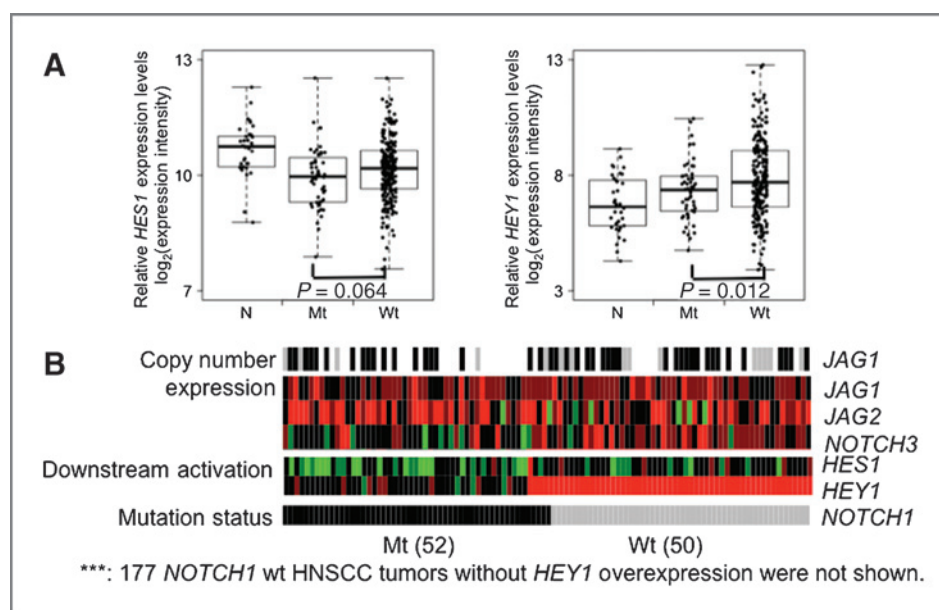 A
Relative HES1 expression levels
log₂(expression intensity)
13
10
7
N
Mt
Wt
P = 0.064
Relative HEY1 expression levels
log₂(expression intensity)
13
8
3
N
Mt
Wt
P = 0.012
B
Copy number
JAG1
expression
JAG1
JAG2
NOTCH3
Downstream activation
HES1
HEY1
Mutation status
NOTCH1
Mt (52)
Wt (50)
***: 177 NOTCH1 wt HNSCC tumors without HEY1 overexpression were not shown.